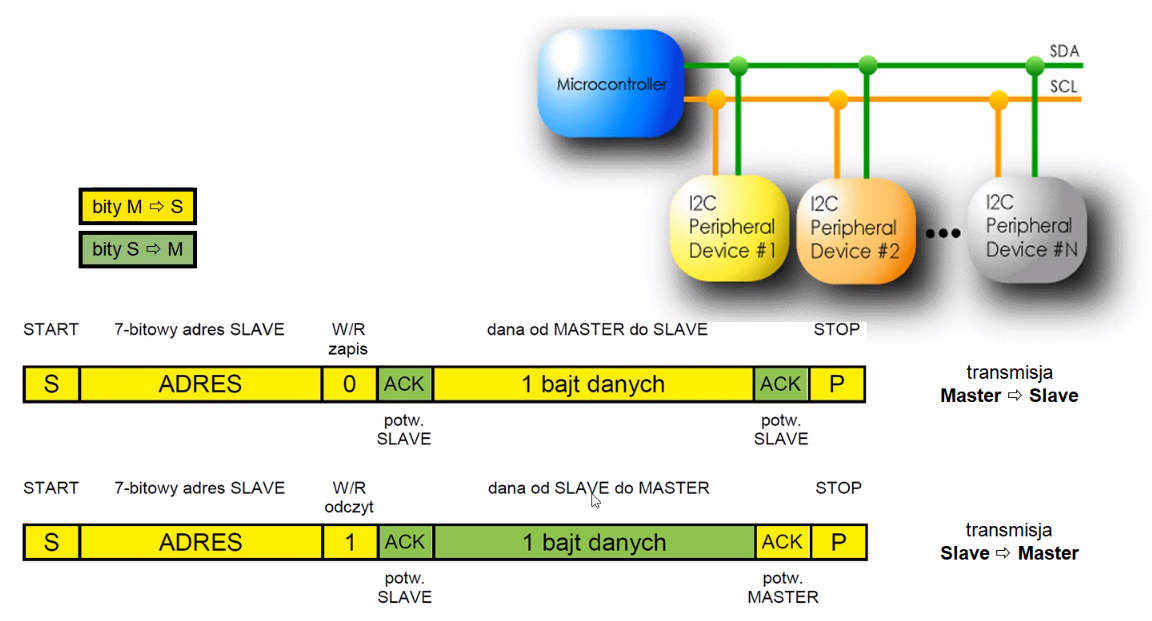 SDA
SCL
Microcontroller
I2C
Peripheral
Device #1
I2C
Peripheral
Device #2
I2C
Peripheral
Device #N
bity M ⇨ S
bity S ⇨ M
START 7-bitowy adres SLAVE W/R dana od MASTER do SLAVE STOP
zapis
S ADRES 0 ACK 1 bajt danych ACK P
potw. potw.
SLAVE SLAVE
transmisja
Master ⇨ Slave
START 7-bitowy adres SLAVE W/R dana od SLAVE do MASTER STOP
odczyt
S ADRES 1 ACK 1 bajt danych ACK P
potw. potw.
SLAVE MASTER
transmisja
Slave ⇨ Master